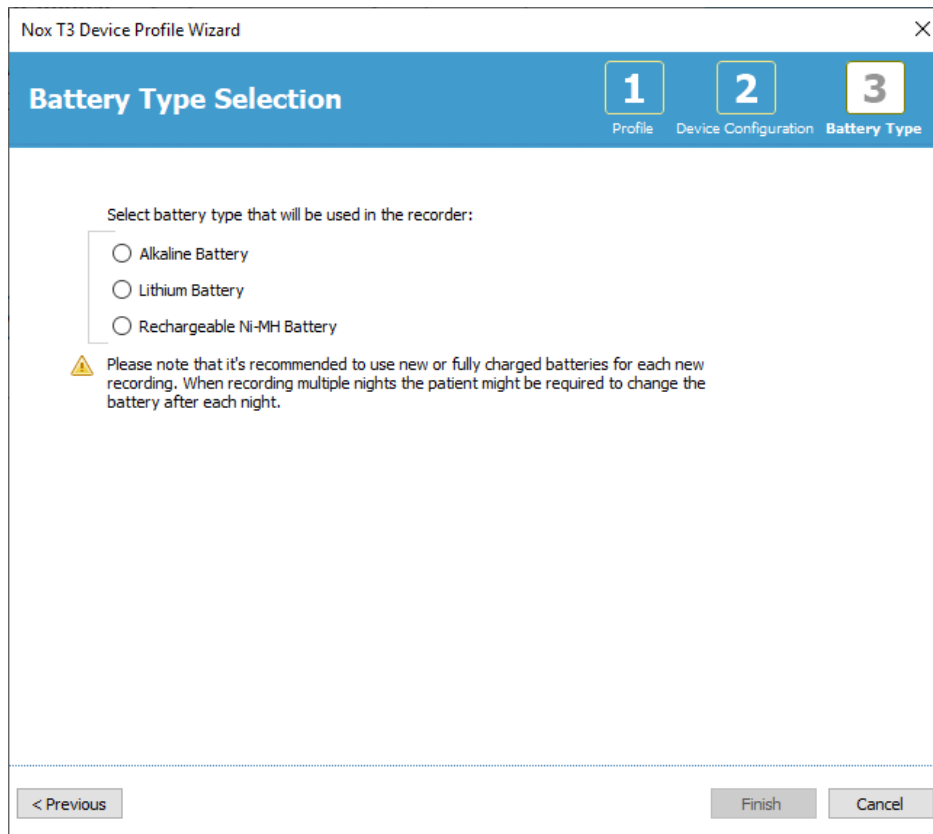 Nox T3 Device Profile Wizard
Battery Type Selection
1
Profile
2
Device Configuration
3
Battery Type
Select battery type that will be used in the recorder:
Alkaline Battery
Lithium Battery
Rechargeable Ni-MH Battery
Please note that it's recommended to use new or fully charged batteries for each new
recording. When recording multiple nights the patient might be required to change the
battery after each night.
< Previous
Finish
Cancel